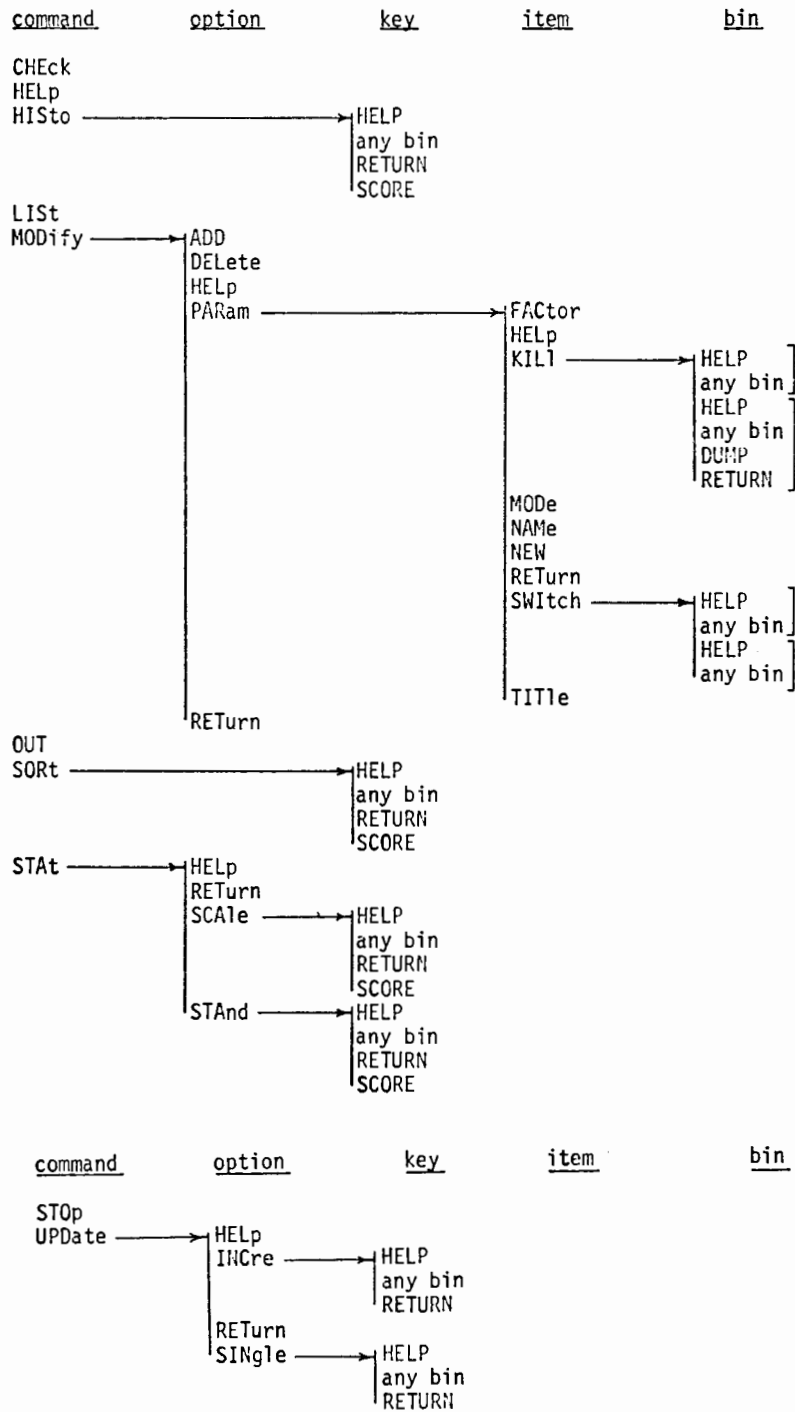 command option key item bin
CHEck
HELp
HISto HELP
any bin
RETURN
SCORE
LISt
MODify ADD
DELete
HELp
PARam FACtor
HELp
KILl HELP
any bin
HELP
any bin
DUMP
RETURN
MODe
NAMe
NEW
RETurn
SWItch HELP
any bin
HELP
any bin
TITle
RETurn
OUT
SORt HELP
any bin
RETURN
SCORE
STAt HELp
RETurn
SCAle HELP
any bin
RETURN
SCORE
STAnd HELP
any bin
RETURN
SCORE
command option key item bin
STOp
UPDate HELp
INCre HELP
any bin
RETURN
RETurn
SINgle HELP
any bin
RETURN